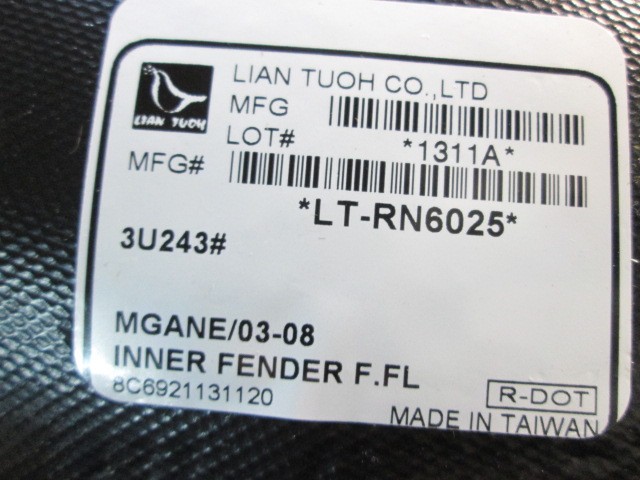 LIAN TUOH CO.,LTD
LIAN TUOH
MFG
LOT#
*1311A*
MFG#
*LT-RN6025*
3U243#
MGANE/03-08
INNER FENDER F.FL
8C6921131120
R-DOT
MADE IN TAIWAN